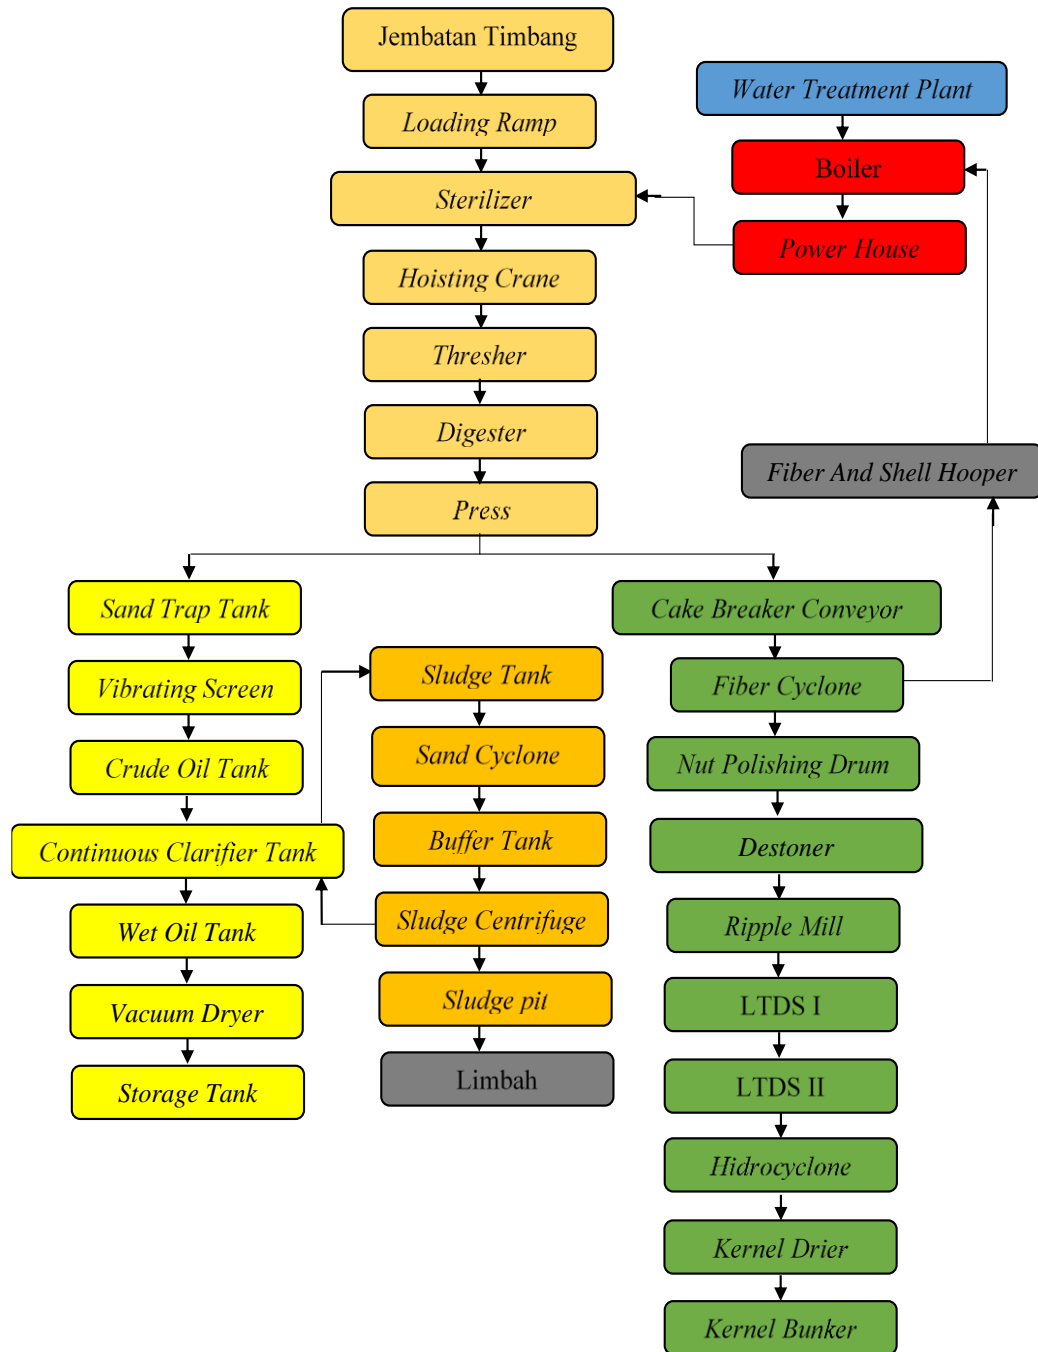 Jembatan Timbang
Loading Ramp
Sterilizer
Hoisting Crane
Thresher
Digester
Press
Water Treatment Plant
Boiler
Power House
Fiber And Shell Hooper
Sand Trap Tank
Vibrating Screen
Crude Oil Tank
Continuous Clarifier Tank
Wet Oil Tank
Vacuum Dryer
Storage Tank
Sludge Tank
Sand Cyclone
Buffer Tank
Sludge Centrifuge
Sludge pit
Limbah
Cake Breaker Conveyor
Fiber Cyclone
Nut Polishing Drum
Destoner
Ripple Mill
LTDS I
LTDS II
Hidrocyclone
Kernel Drier
Kernel Bunker